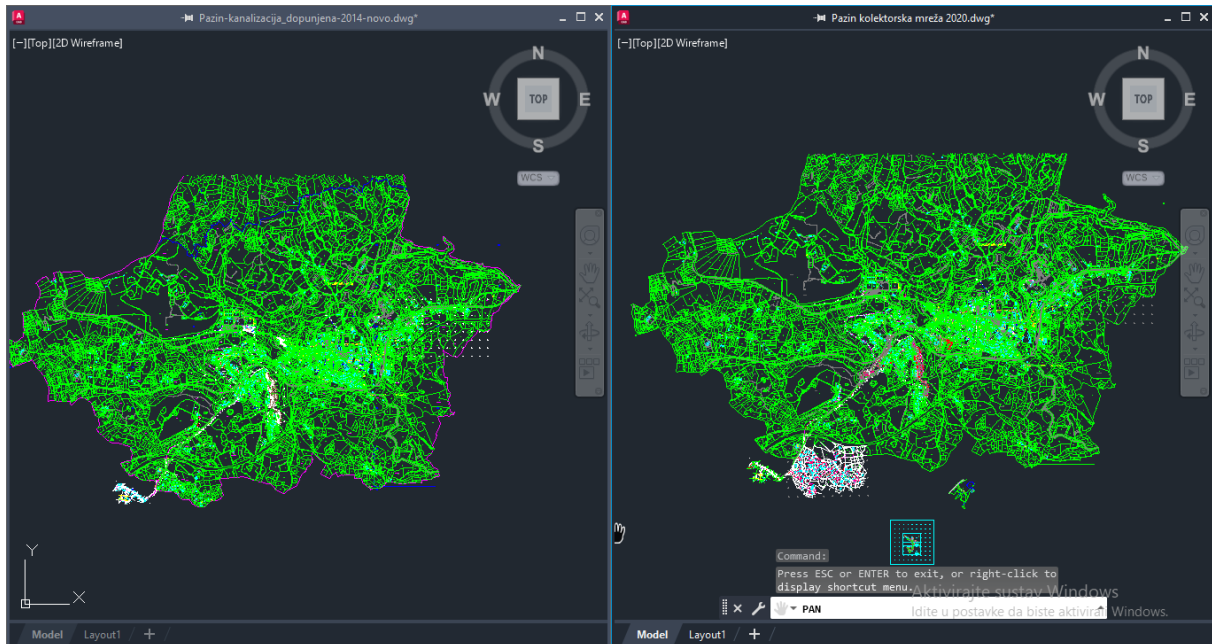 Pazin-kanalizacija_dopunjena-2014-novo.dwg*
[−][Top][2D Wireframe]
N
W
TOP
E
S
WCS
Y
X
Model
Layout1
+
Pazin kolektorska mreža 2020.dwg*
[−][Top][2D Wireframe]
N
W
TOP
E
S
WCS
Command:
Press ESC or ENTER to exit, or right-click to
display shortcut menu.
PAN
Aktivirajte sustav Windows
Idite u postavke da biste aktivirali Windows.
Model
Layout1
+